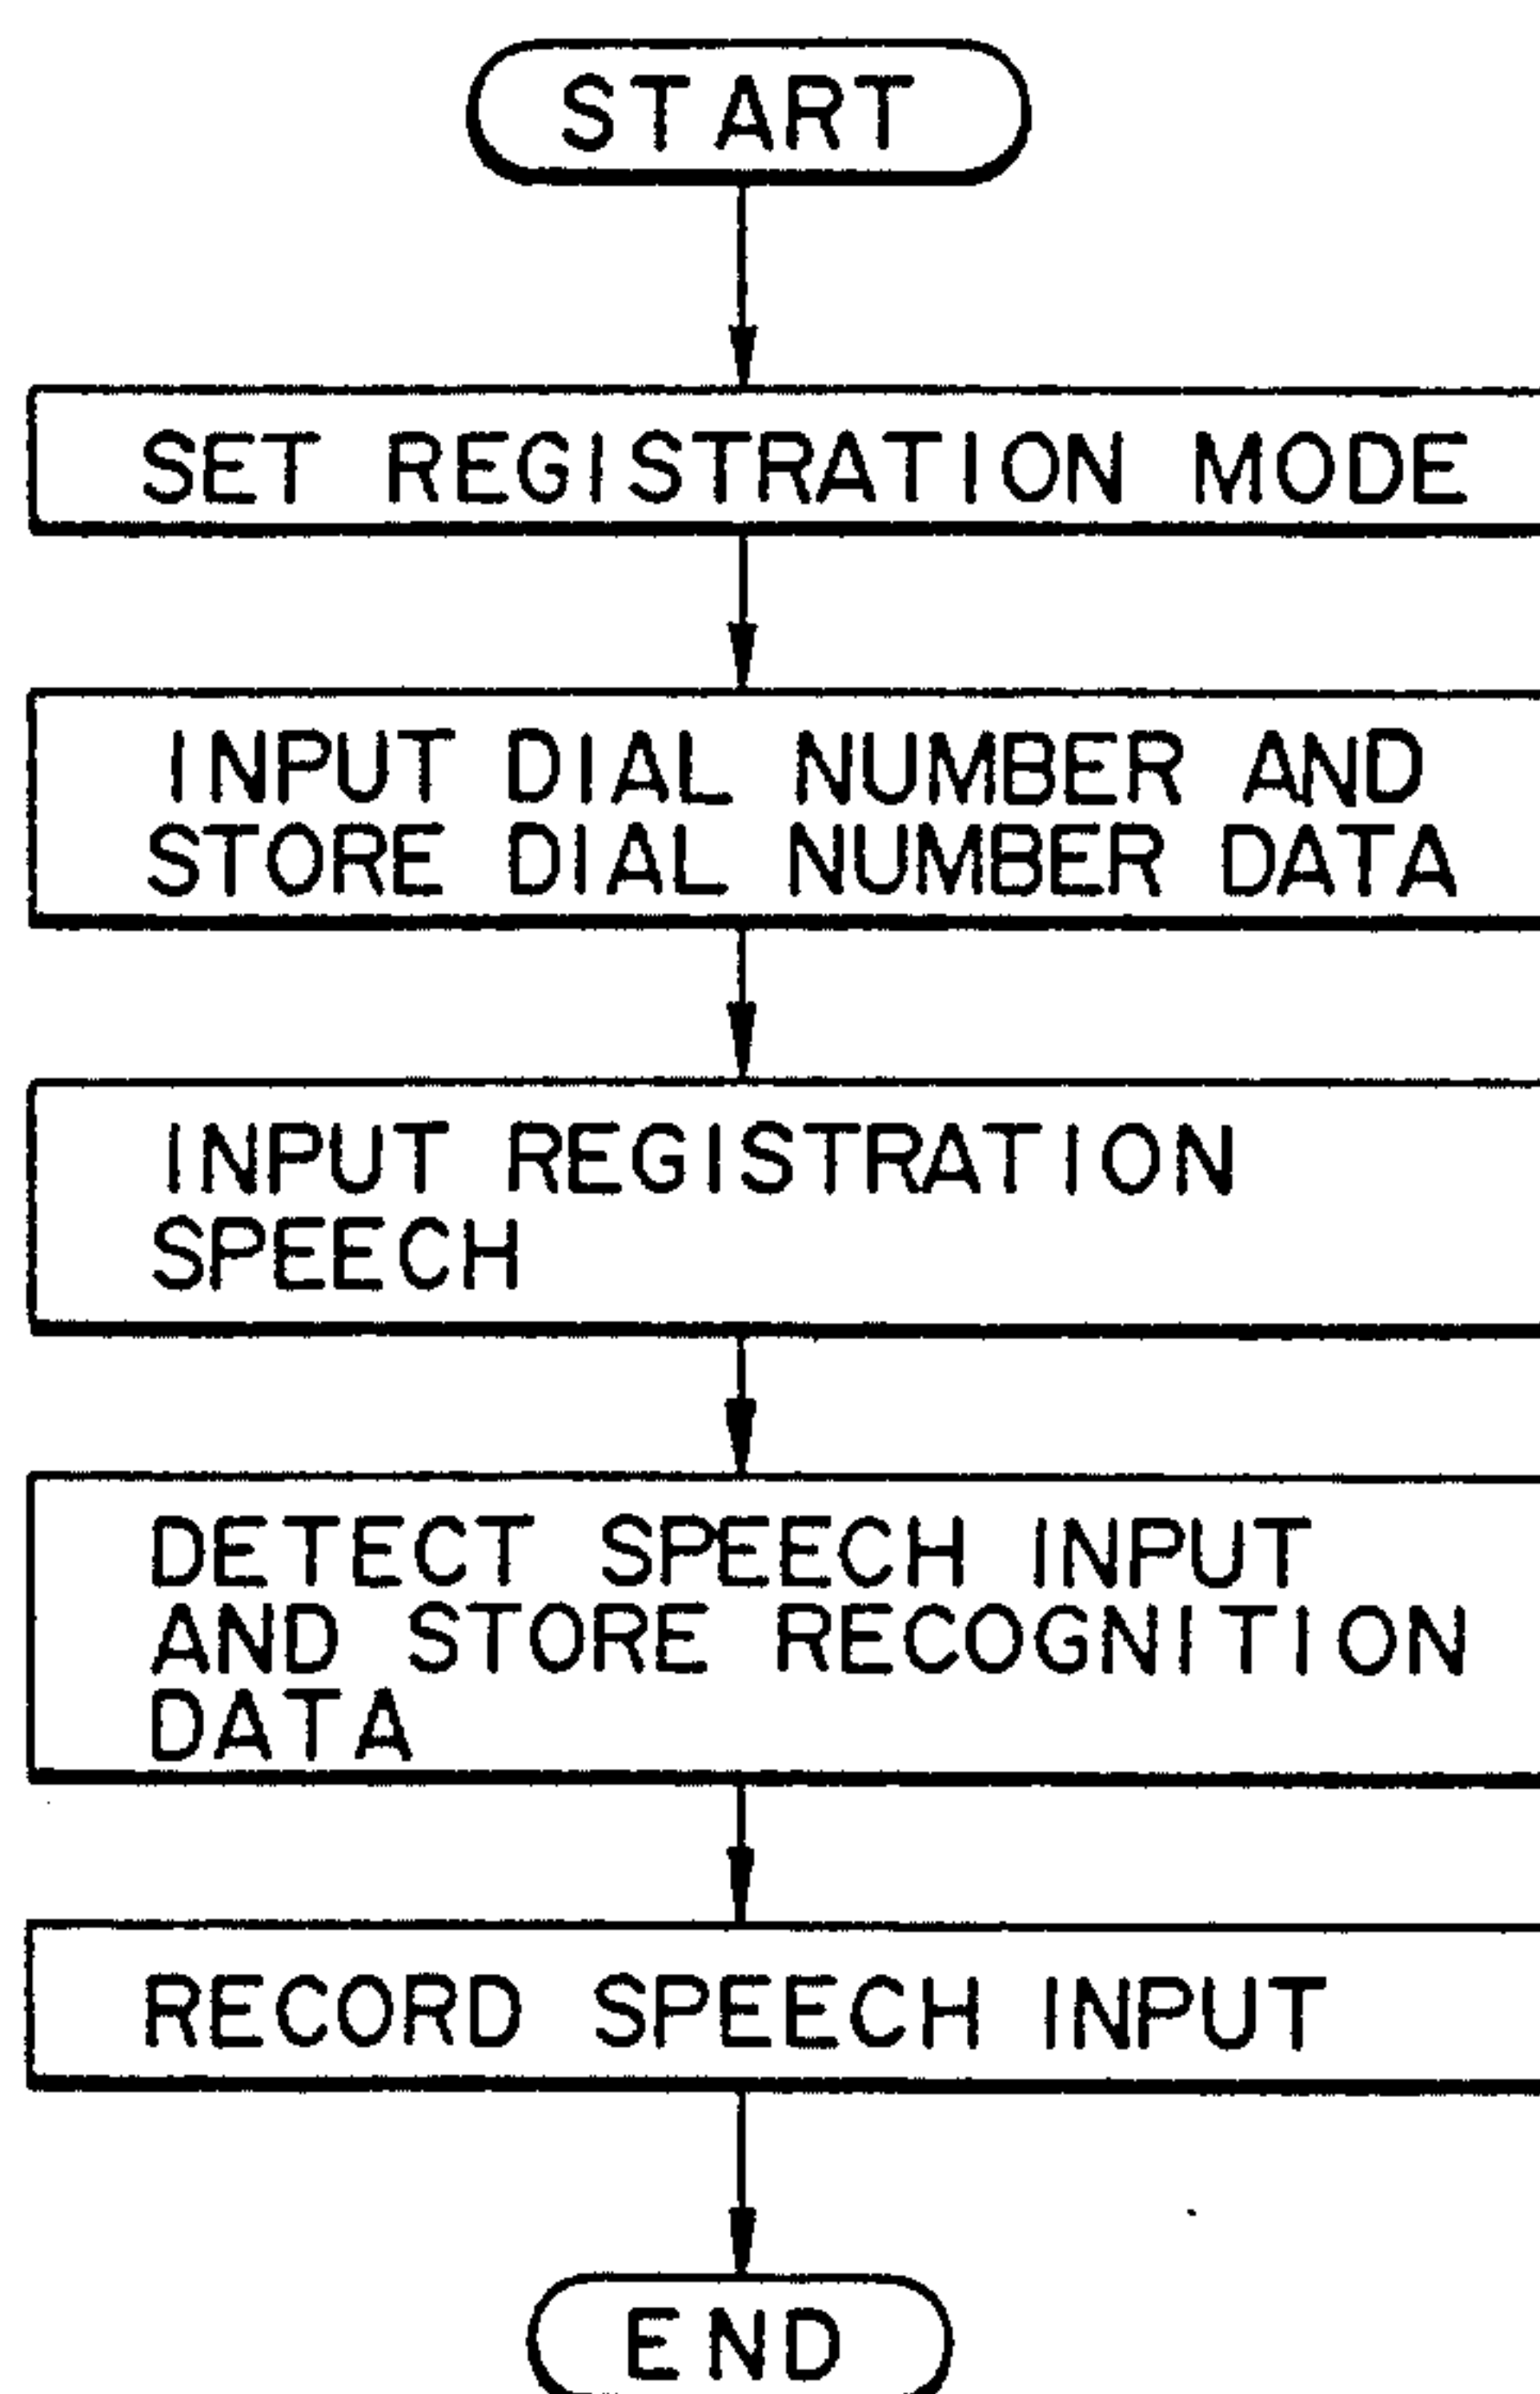 START
SET REGISTRATION MODE
INPUT DIAL NUMBER AND
STORE DIAL NUMBER DATA
INPUT REGISTRATION
SPEECH
DETECT SPEECH INPUT
AND STORE RECOGNITION
DATA
RECORD SPEECH INPUT
END